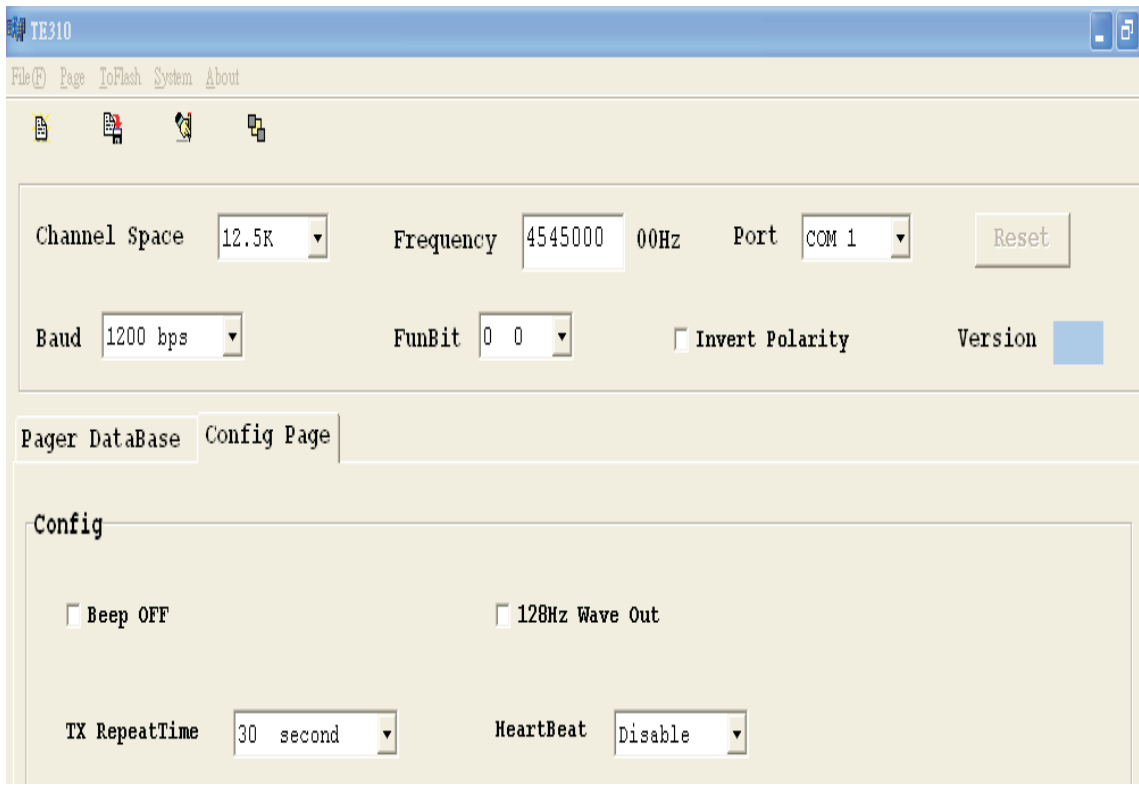 TE310
File(F) Page ToFlash System About
Channel Space 12.5K Frequency 4545000 00Hz Port COM 1 Reset
Baud 1200 bps FunBit 0 0 Invert Polarity Version
Pager DataBase Config Page
Config
Beep OFF 128Hz Wave Out
TX RepeatTime 30 second HeartBeat Disable